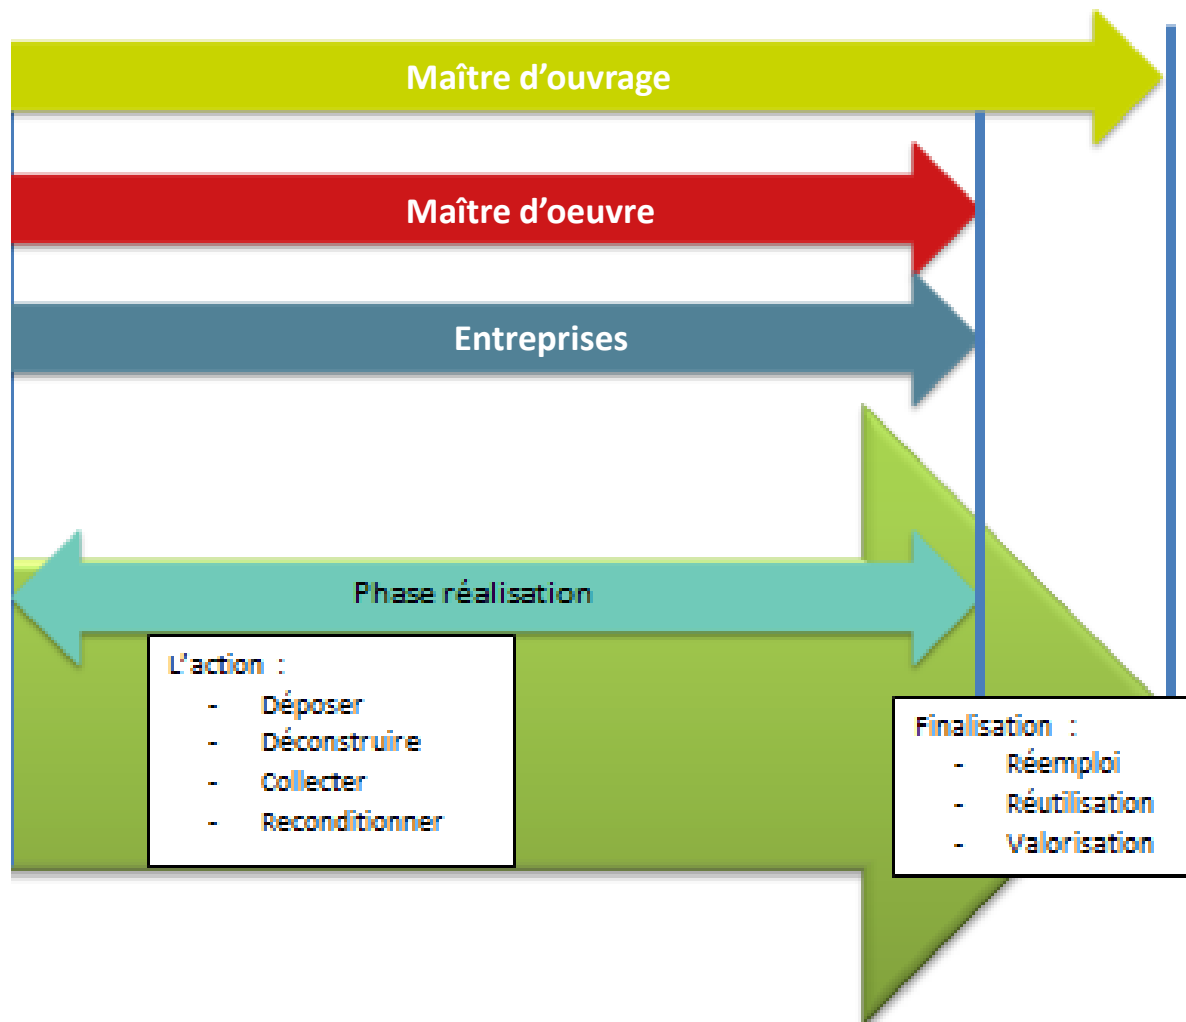 Maître d’ouvrage
Maître d’oeuvre
Entreprises
Phase réalisation
L’action :
- Déposer
- Déconstruire
- Collecter
- Reconditionner
Finalisation :
- Réemploi
- Réutilisation
- Valorisation